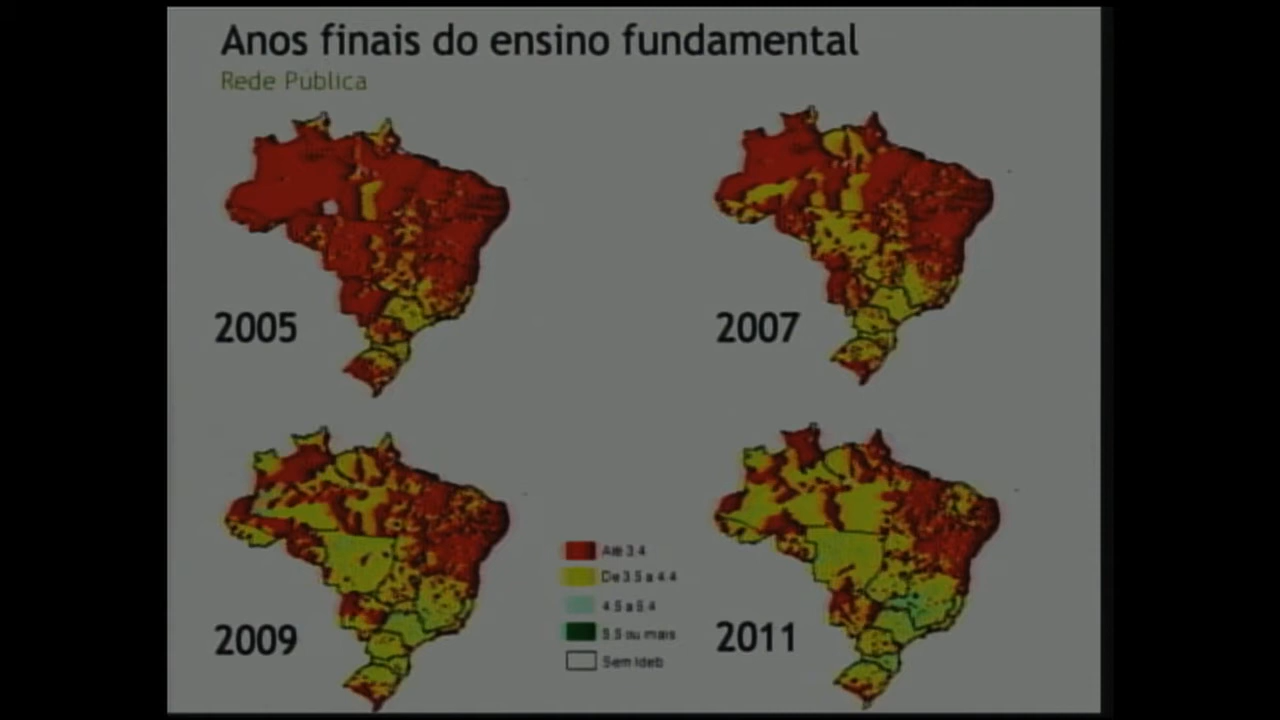 Anos finais do ensino fundamental
Rede Pública
2005
2007
2009
2011
Até 3.4
De 3.5 a 4.4
4.5 a 5.4
5.5 ou mais
Sem Ideb